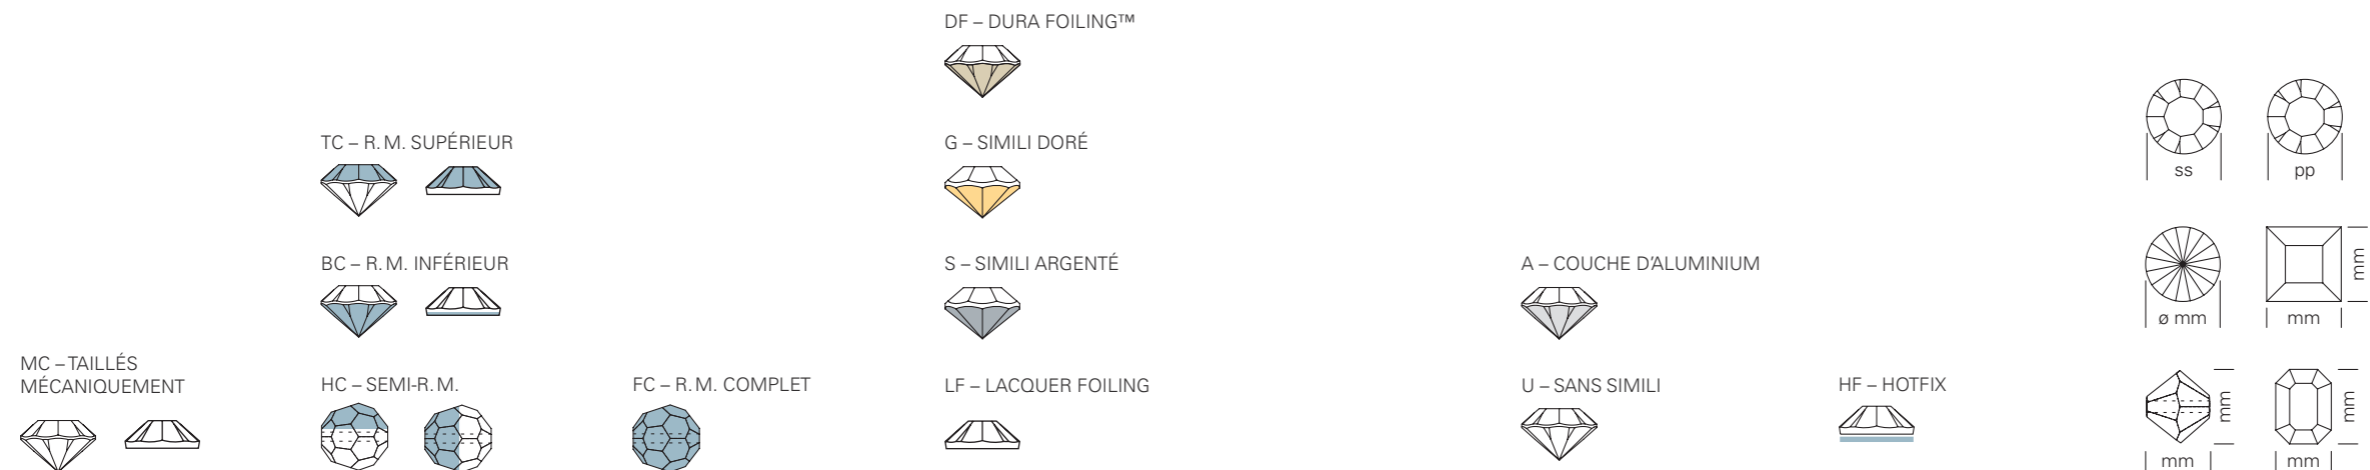 DF – DURA FOILING™
TC – R. M. SUPÉRIEUR
G – SIMILI DORÉ
ss
pp
BC – R. M. INFÉRIEUR
S – SIMILI ARGENTÉ
A – COUCHE D'ALUMINIUM
mm
ø mm
mm
MC – TAILLÉS
MÉCANIQUEMENT
HC – SEMI-R. M.
FC – R. M. COMPLET
LF – LACQUER FOILING
U – SANS SIMILI
HF – HOTFIX
mm
mm
mm
mm